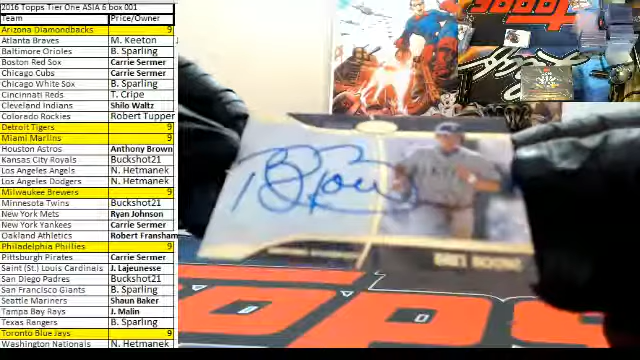 2016 Topps Tier One ASIA 6 box 001
Team Price/Owner
Arizona Diamondbacks 9
Atlanta Braves M. Keeton
Baltimore Orioles B. Sparling
Boston Red Sox Carrie Sermer
Chicago Cubs Carrie Sermer
Chicago White Sox B. Sparling
Cincinnati Reds T. Cripe
Cleveland Indians Shilo Waltz
Colorado Rockies Robert Tupper
Detroit Tigers 9
Miami Marlins 9
Houston Astros Anthony Brown
Kansas City Royals Buckshot21
Los Angeles Angels N. Hetmanek
Los Angeles Dodgers N. Hetmanek
Milwaukee Brewers 9
Minnesota Twins Buckshot21
New York Mets Ryan Johnson
New York Yankees Carrie Sermer
Oakland Athletics Robert Fransham
Philadelphia Phillies 9
Pittsburgh Pirates Carrie Sermer
Saint (St.) Louis Cardinals J. Lajeunesse
San Diego Padres Buckshot21
San Francisco Giants B. Sparling
Seattle Mariners Shaun Baker
Tampa Bay Rays J. Malin
Texas Rangers B. Sparling
Toronto Blue Jays 9
Washington Nationals N. Hetmanek
BRET BOONE